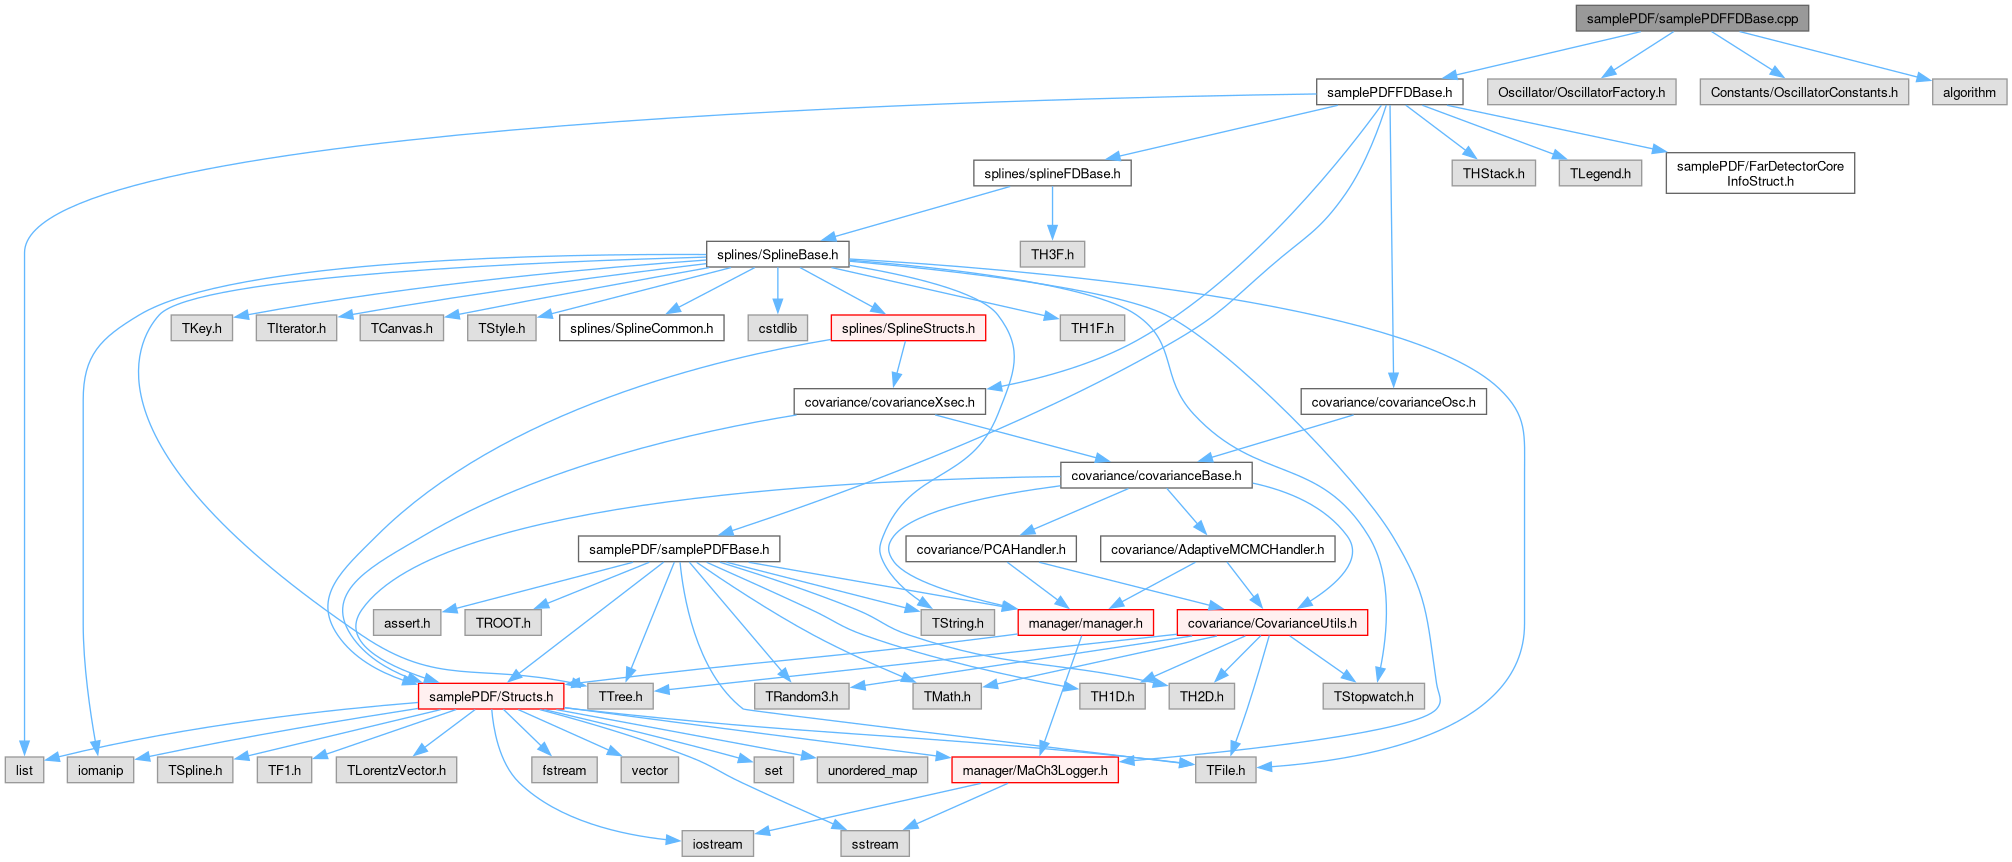 samplePDF/samplePDFFDBase.cpp
samplePDFFDBase.h
Oscillator/OscillatorFactory.h
Constants/OscillatorConstants.h
algorithm
splines/splineFDBase.h
THStack.h
TLegend.h
samplePDF/FarDetectorCore
InfoStruct.h
splines/SplineBase.h
TH3F.h
TKey.h
TIterator.h
TCanvas.h
TStyle.h
splines/SplineCommon.h
cstdlib
splines/SplineStructs.h
TH1F.h
covariance/covarianceXsec.h
covariance/covarianceOsc.h
covariance/covarianceBase.h
samplePDF/samplePDFBase.h
covariance/PCAHandler.h
covariance/AdaptiveMCMCHandler.h
assert.h
TROOT.h
TString.h
manager/manager.h
covariance/CovarianceUtils.h
samplePDF/Structs.h
TTree.h
TRandom3.h
TMath.h
TH1D.h
TH2D.h
TStopwatch.h
list
iomanip
TSpline.h
TF1.h
TLorentzVector.h
fstream
vector
set
unordered_map
manager/MaCh3Logger.h
TFile.h
iostream
sstream